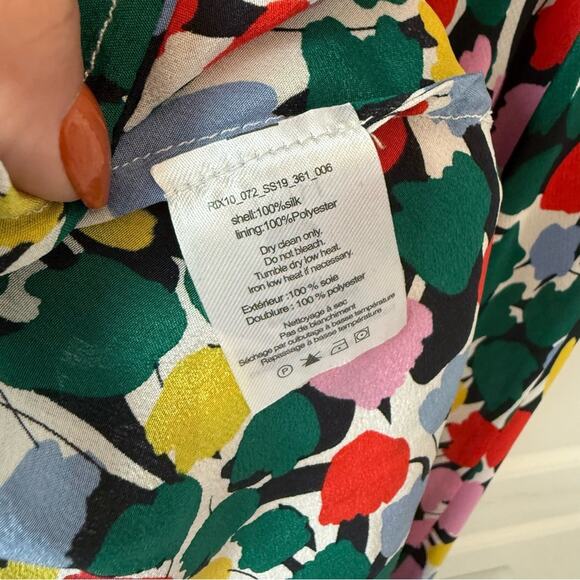 RIX10_072_SS19_361_006
shell:100%silk
lining:100%Polyester
Dry clean only.
Do not bleach.
Tumble dry low heat.
Iron low heat if necessary.
Extérieur :100 % soie
Doublure : 100 % polyester
Nettoyage à sec
Pas de blanchiment
Séchage par culbutage à basse température
Repassage à basse température
P